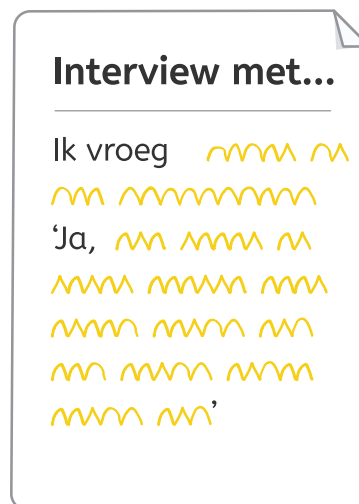 Interview met...
Ik vroeg
‘Ja,
’